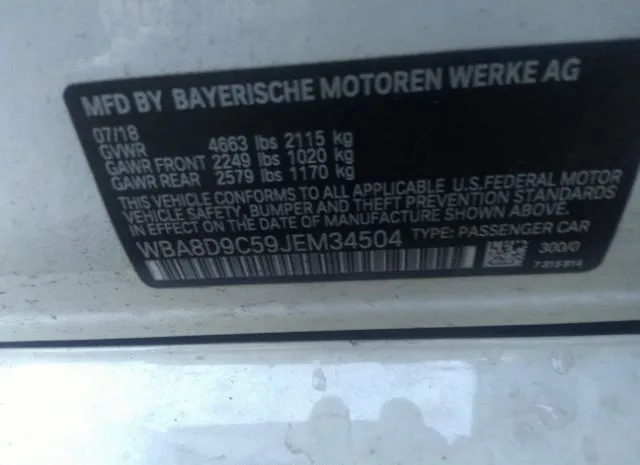 MFD BY BAYERISCHE MOTOREN WERKE AG
07/18
GVWR 4663 lbs 2115 kg
GAWR FRONT 2249 lbs 1020 kg
GAWR REAR 2579 lbs 1170 kg
THIS VEHICLE CONFORMS TO ALL APPLICABLE U.S. FEDERAL MOTOR
VEHICLE SAFETY, BUMPER, AND THEFT PREVENTION STANDARDS
IN EFFECT ON THE DATE OF MANUFACTURE SHOWN ABOVE.
WBA8D9C59JEM34504 TYPE: PASSENGER CAR
300/0